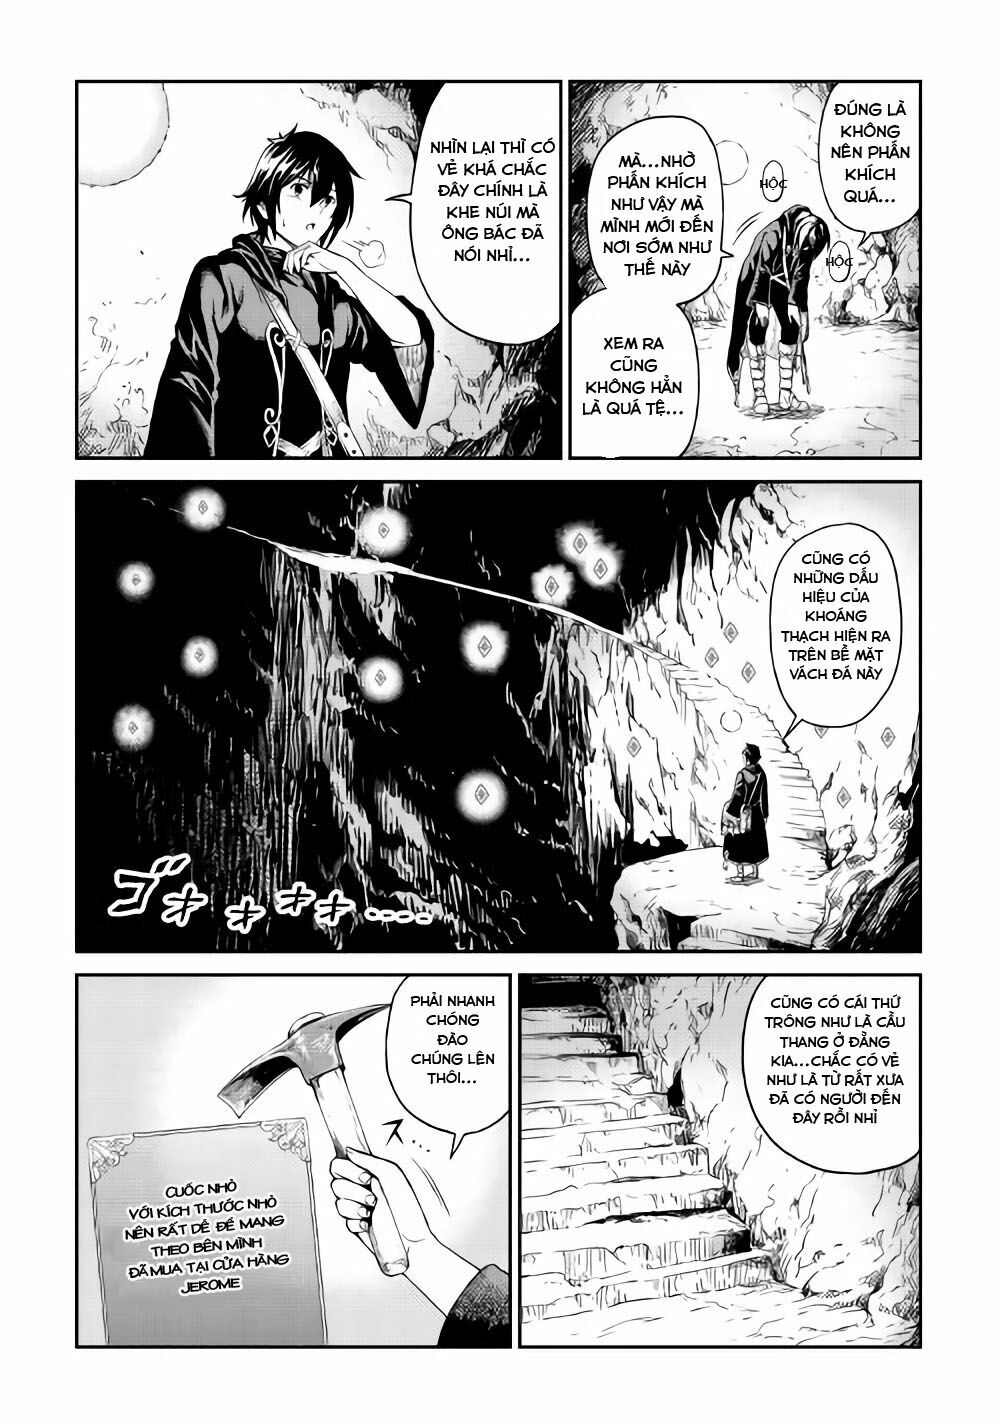 ĐÚNG LÀ
KHÔNG
NÊN PHẤN
KHÍCH
QUÁ...
HỘC
HỘC
MÀ...NHỜ
PHẤN KHÍCH
NHƯ VẬY MÀ
MÌNH MỚI ĐẾN
NƠI SỚM NHƯ
THẾ NÀY
XEM RA
CŨNG
KHÔNG HẲN
LÀ QUÁ TỆ...
NHÌN LẠI THÌ CÓ
VẺ KHÁ CHẮC
ĐÂY CHÍNH LÀ
KHE NÚI MÀ
ÔNG BÁC ĐÃ
NÓI NHỈ...
CŨNG CÓ
NHỮNG DẤU
HIỆU CỦA
KHOÁNG
THẠCH HIỆN RA
TRÊN BỀ MẶT
VÁCH ĐÁ NÀY
ゴォォォォ....
CŨNG CÓ CÁI THỨ
TRÔNG NHƯ LÀ CẦU
THANG Ở ĐẰNG
KIA...CHẮC CÓ VẺ
NHƯ LÀ TỪ RẤT XƯA
ĐÃ CÓ NGƯỜI ĐẾN
ĐÂY RỒI NHỈ
PHẢI NHANH
CHÓNG
ĐÀO
CHÚNG LÊN
THÔI...
ス....
CUỐC NHỎ
VỚI KÍCH THƯỚC NHỎ
NÊN RẤT DỄ ĐỂ MANG
THEO BÊN MÌNH
ĐÃ MUA TẠI CỬA HÀNG
JEROME